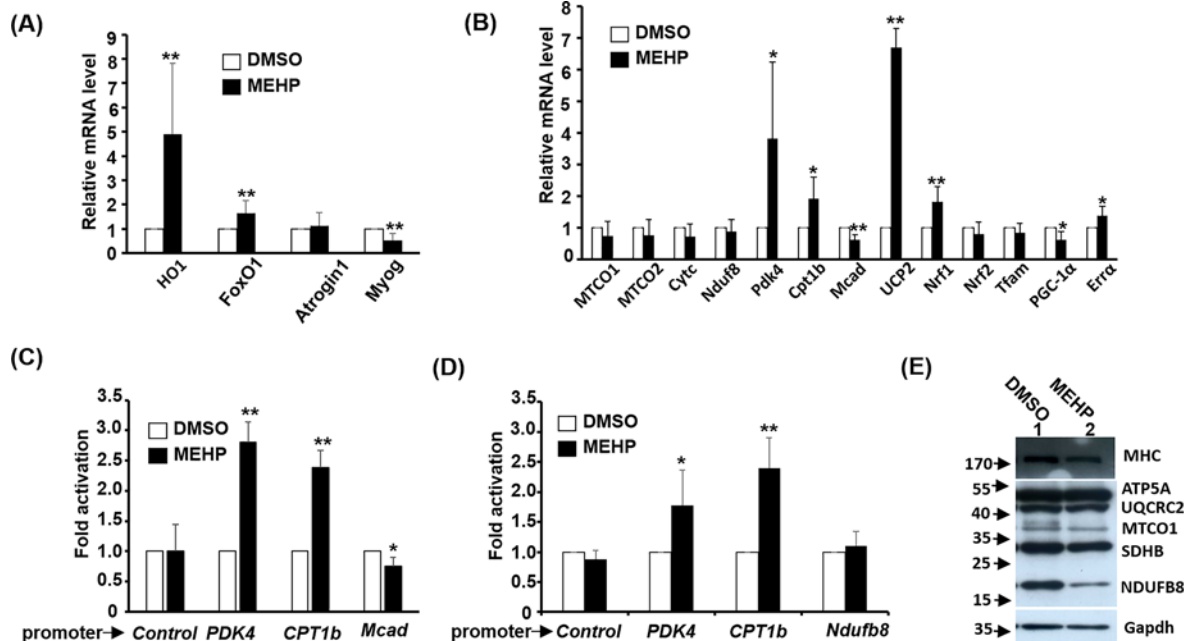 (A)
Relative mRNA level
9
8
7
6
5
4
3
2
1
0
DMSO
MEHP
**
**
**
HO1
FoxO1
Atrogin1
Myog
(B)
Relative mRNA level
8
7
6
5
4
3
2
1
0
DMSO
MEHP
*
*
**
**
**
*
*
MTCO1
MTCO2
Cytc
Nduf8
Pdk4
Cpt1b
Mcad
UCP2
Nrf1
Nrf2
Tfam
PGC-1α
Errα
(C)
Fold activation
3.5
3.0
2.5
2.0
1.5
1.0
0.5
0
DMSO
MEHP
**
**
*
promoter→ Control PDK4 CPT1b Mcad
(D)
Fold activation
3.5
3.0
2.5
2.0
1.5
1.0
0.5
0
DMSO
MEHP
*
**
promoter→ Control PDK4 CPT1b Ndufb8
(E)
DMSO MEHP
1 2
170 MHC
55 ATP5A
UQCRC2
40
MTCO1
35
SDHB
25
NDUFB8
15
35 Gapdh